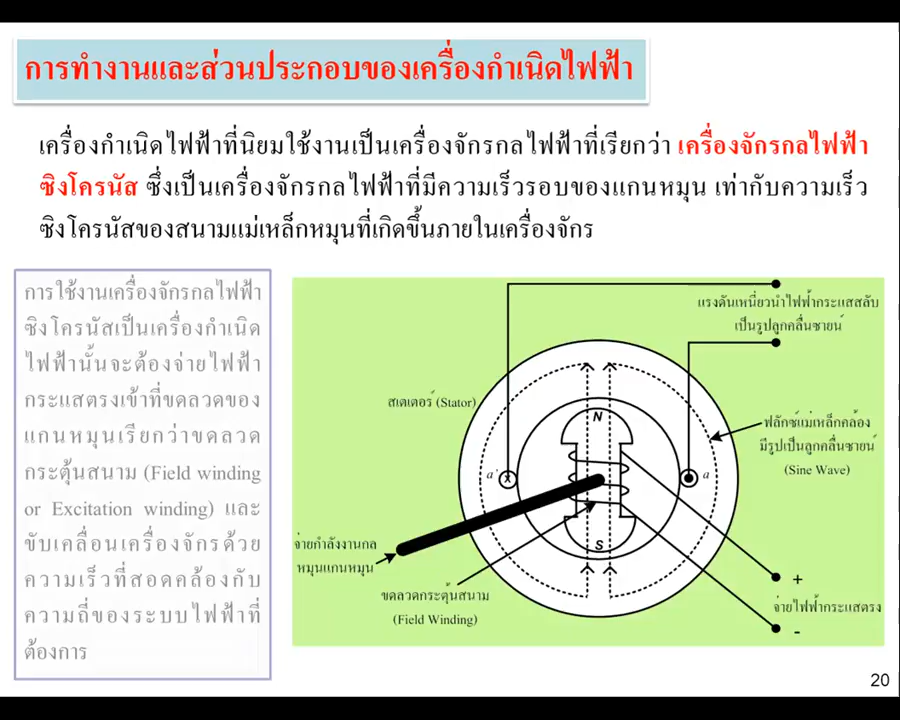 การทำงานและส่วนประกอบของเครื่องกำเนิดไฟฟ้า
เครื่องกำเนิดไฟฟ้าที่นิยมใช้งานเป็นเครื่องจักรกลไฟฟ้าที่เรียกว่า เครื่องจักรกลไฟฟ้า
ซิงโครนัส ซึ่งเป็นเครื่องจักรกลไฟฟ้าที่มีความเร็วรอบของแกนหมุน เท่ากับความเร็ว
ซิงโครนัสของสนามแม่เหล็กหมุนที่เกิดขึ้นภายในเครื่องจักร
การใช้งานเครื่องจักรกลไฟฟ้า
ซิงโครนัสเป็นเครื่องกำเนิด
ไฟฟ้านั้นจะต้องจ่ายไฟฟ้า
กระแสตรงเข้าที่ขดลวดของ
แกนหมุนเรียกว่าขดลวด
กระตุ้นสนาม (Field winding
or Excitation winding) และ
ขับเคลื่อนเครื่องจักรด้วย
ความเร็วที่สอดคล้องกับ
ความถี่ของระบบไฟฟ้าที่
ต้องการ
แรงดันเหนี่ยวนำไฟฟ้ากระแสสลับ
เป็นรูปลูกคลื่นซายน์
สเตเตอร์ (Stator)
N
ฟลักซ์แม่เหล็กคล้อง
มีรูปเป็นลูกคลื่นซายน์
(Sine Wave)
a'
a
S
จ่ายกำลังงานกล
หมุนแกนหมุน
ขดลวดกระตุ้นสนาม
(Field Winding)
+
จ่ายไฟฟ้ากระแสตรง
-
20